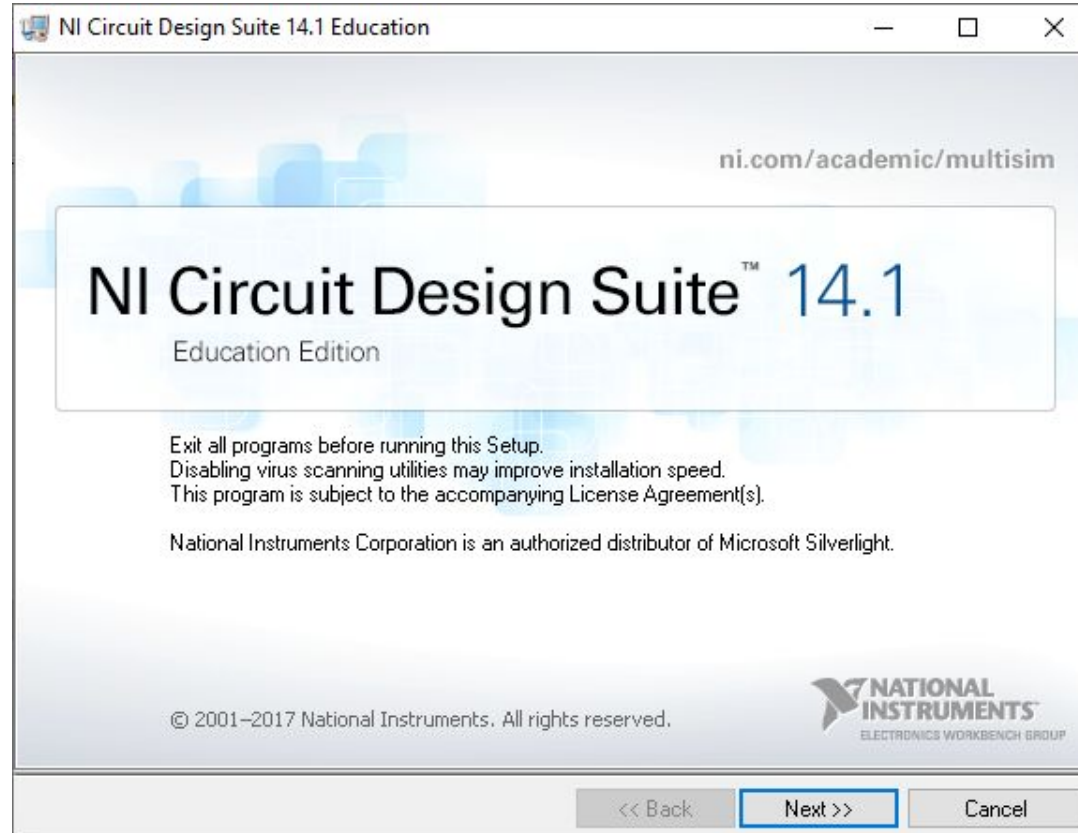 NI Circuit Design Suite 14.1 Education
ni.com/academic/multisim
NI Circuit Design Suite™ 14.1
Education Edition
Exit all programs before running this Setup.
Disabling virus scanning utilities may improve installation speed.
This program is subject to the accompanying License Agreement(s).
National Instruments Corporation is an authorized distributor of Microsoft Silverlight.
© 2001–2017 National Instruments. All rights reserved.
NATIONAL
INSTRUMENTS™
ELECTRONICS WORKBENCH GROUP
<< Back
Next >>
Cancel